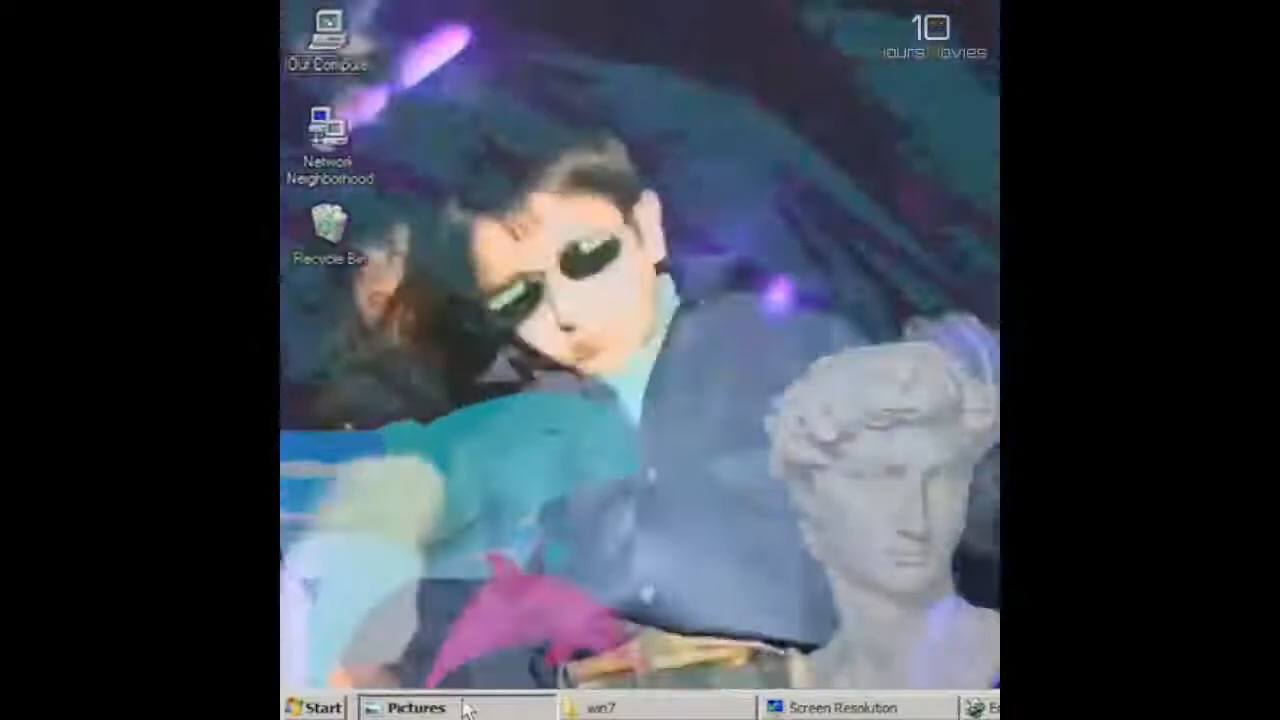 Our Compute
10
Network
Neighborhood
Recycle Bin
Start
Pictures
win7
Screen Resolution